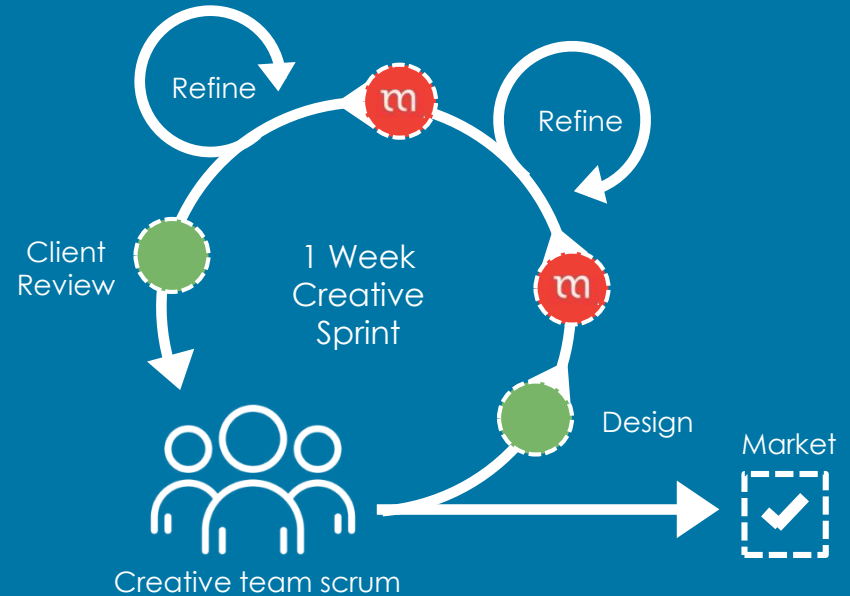 Refine
m
Refine
Client
Review
1 Week
Creative
Sprint
m
Design
Market
Creative team scrum